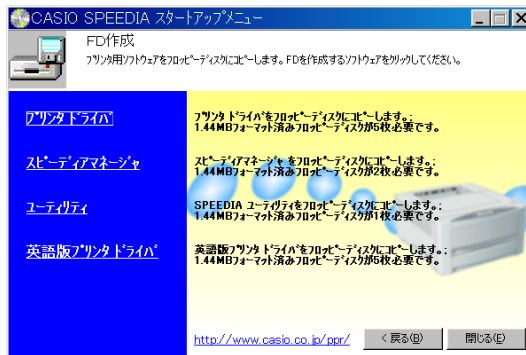 CASIO SPEEDIA スタートアップメニュー
FD作成
プリンタ用ソフトウェアをフロッピーディスクにコピーします。FDを作成するソフトウェアをクリックしてください。
プリンタ ドライバ
プリンタ ドライバをフロッピーディスクにコピーします。:
1.44MBフォーマット済みフロッピーディスクが5枚必要です。
スピーディアマネージャ
スピーディアマネージャ をフロッピーディスクにコピーします。:
1.44MBフォーマット済みフロッピーディスクが2枚必要です。
ユーティリティ
SPEEDIA ユーティリティをフロッピーディスクにコピーします。:
1.44MBフォーマット済みフロッピーディスクが1枚必要です。
英語版プリンタ ドライバ
英語版プリンタ ドライバをフロッピーディスクにコピーします。:
1.44MBフォーマット済みフロッピーディスクが5枚必要です。
http://www.casio.co.jp/ppr/
< 戻る(B)
閉じる(E)